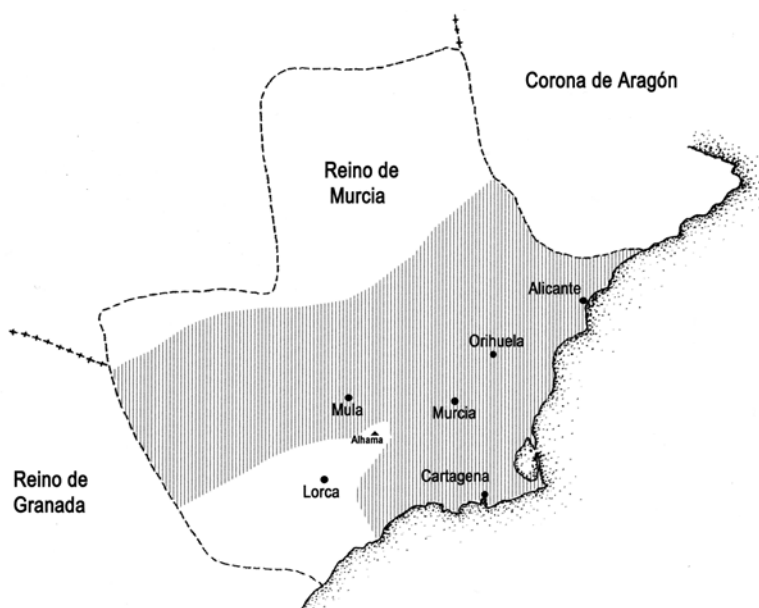 Corona de Aragón
Reino de
Murcia
Alicante
Orihuela
Mula
Murcia
Alhama
Reino de
Granada
Lorca
Cartagena